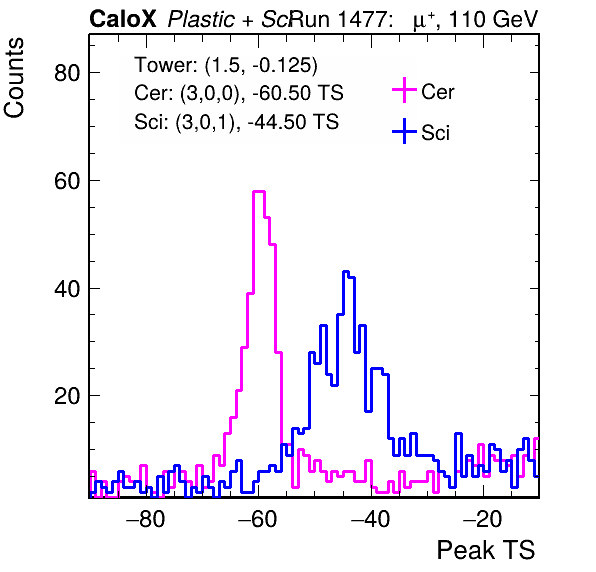 CaloX Plastic + SciRun 1477: μ⁺, 110 GeV
Counts
Tower: (1.5, -0.125)
Cer: (3,0,0), -60.50 TS
Sci: (3,0,1), -44.50 TS
Cer
Sci
80
60
40
20
−80 −60 −40 −20
Peak TS